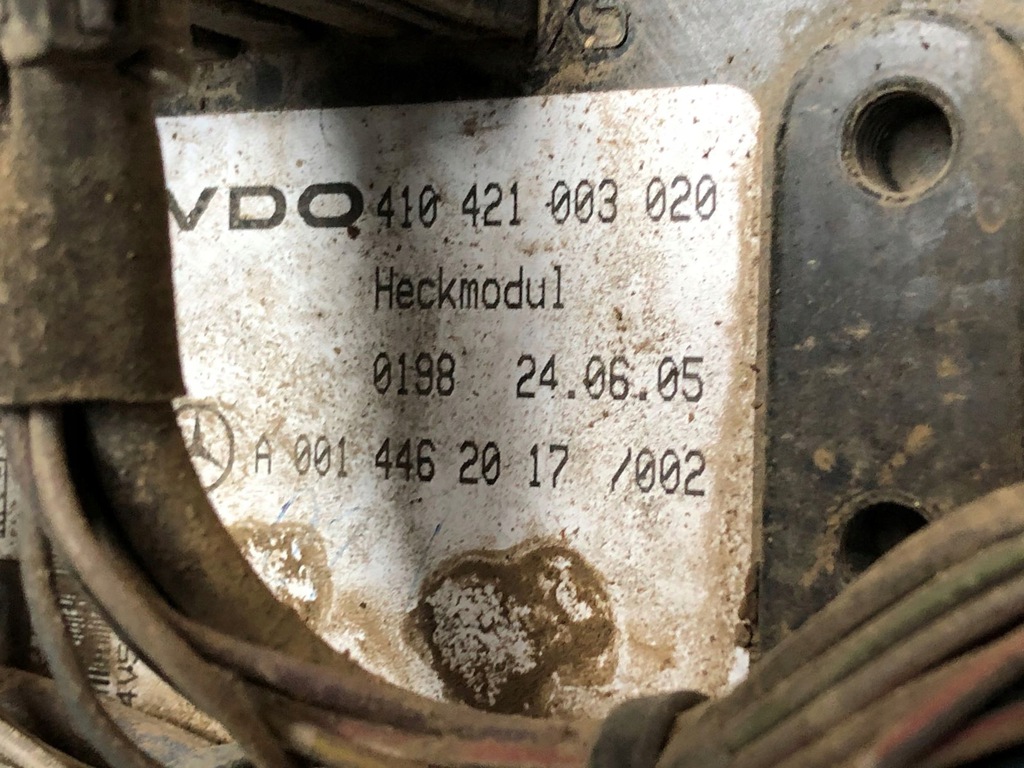 VDO 410 421 003 020
Heckmodul
0198 24.06.05
A 001 446 20 17 /002